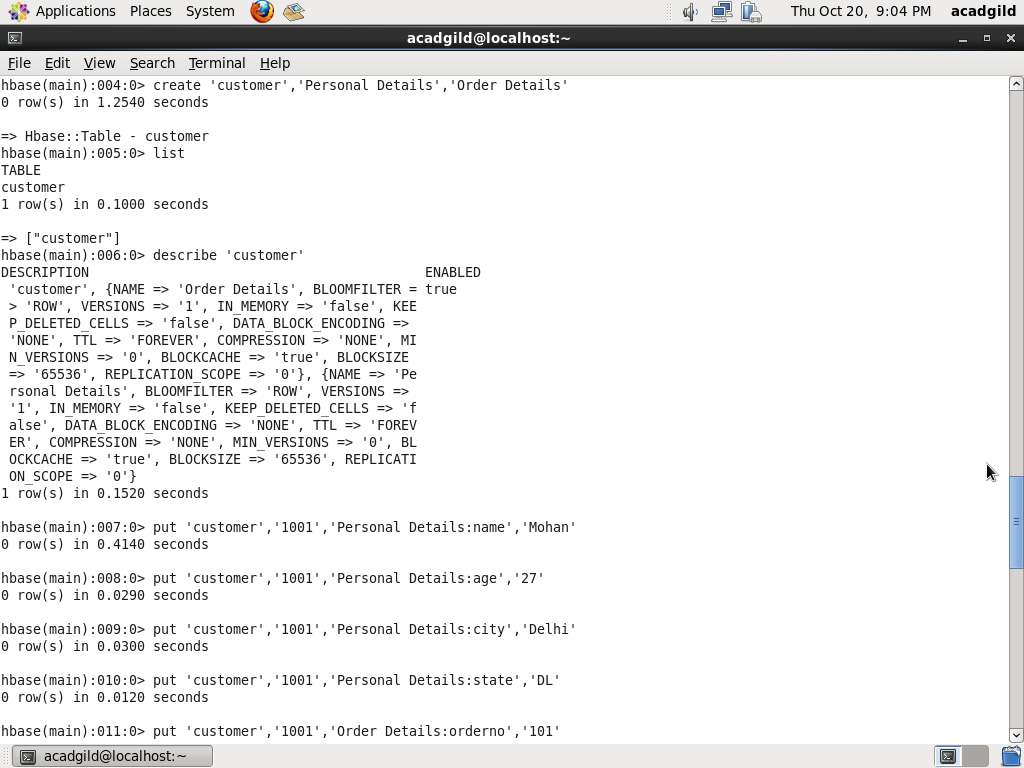 Applications Places System Thu Oct 20, 9:04 PM acadgild
acadgild@localhost:~
File Edit View Search Terminal Help
hbase(main):004:0> create 'customer','Personal Details','Order Details'
0 row(s) in 1.2540 seconds
=> Hbase::Table - customer
hbase(main):005:0> list
TABLE
customer
1 row(s) in 0.1000 seconds
=> ["customer"]
hbase(main):006:0> describe 'customer'
DESCRIPTION ENABLED
'customer', {NAME => 'Order Details', BLOOMFILTER = true
> 'ROW', VERSIONS => '1', IN_MEMORY => 'false', KEE
P_DELETED_CELLS => 'false', DATA_BLOCK_ENCODING =>
'NONE', TTL => 'FOREVER', COMPRESSION => 'NONE', MI
N_VERSIONS => '0', BLOCKCACHE => 'true', BLOCKSIZE
=> '65536', REPLICATION_SCOPE => '0'}, {NAME => 'Pe
rsonal Details', BLOOMFILTER => 'ROW', VERSIONS =>
'1', IN_MEMORY => 'false', KEEP_DELETED_CELLS => 'f
alse', DATA_BLOCK_ENCODING => 'NONE', TTL => 'FOREV
ER', COMPRESSION => 'NONE', MIN_VERSIONS => '0', BL
OCKCACHE => 'true', BLOCKSIZE => '65536', REPLICATI
ON_SCOPE => '0'}
1 row(s) in 0.1520 seconds
hbase(main):007:0> put 'customer','1001','Personal Details:name','Mohan'
0 row(s) in 0.4140 seconds
hbase(main):008:0> put 'customer','1001','Personal Details:age','27'
0 row(s) in 0.0290 seconds
hbase(main):009:0> put 'customer','1001','Personal Details:city','Delhi'
0 row(s) in 0.0300 seconds
hbase(main):010:0> put 'customer','1001','Personal Details:state','DL'
0 row(s) in 0.0120 seconds
hbase(main):011:0> put 'customer','1001','Order Details:orderno','101'
acadgild@localhost:~